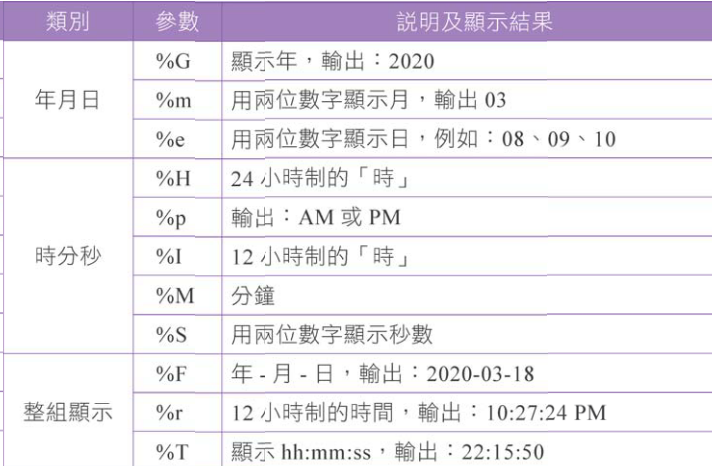 類別 參數 説明及顯示結果
年月日
%G 顯示年，輸出：2020
%m 用兩位數字顯示月，輸出 03
%e 用兩位數字顯示日，例如：08、09、10
時分秒
%H 24 小時制的「時」
%p 輸出：AM 或 PM
%I 12 小時制的「時」
%M 分鐘
%S 用兩位數字顯示秒數
整組顯示
%F 年 - 月 - 日，輸出：2020-03-18
%r 12 小時制的時間，輸出：10:27:24 PM
%T 顯示 hh:mm:ss，輸出：22:15:50